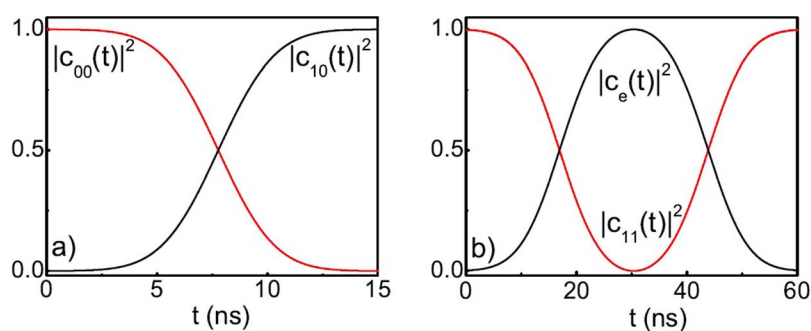 1.0
|c₀₀(t)|²
|c₁₀(t)|²
0.5
a)
0.0
0
5
10
15
t (ns)
1.0
|cₑ(t)|²
0.5
|c₁₁(t)|²
b)
0.0
0
20
40
60
t (ns)